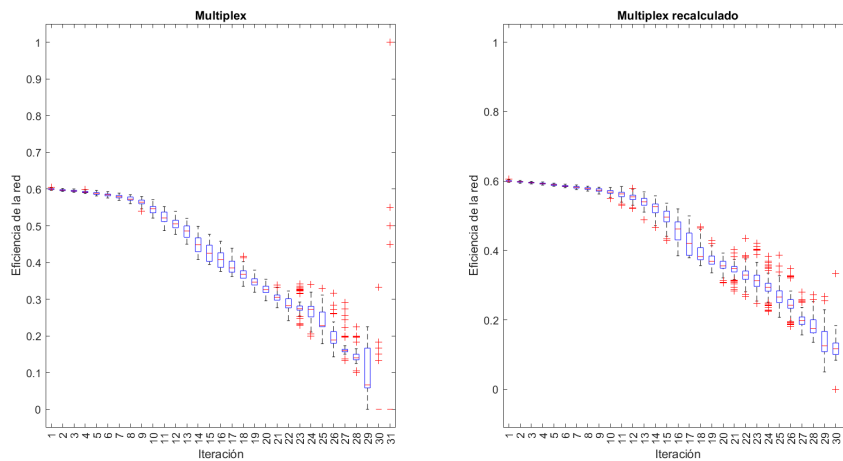 Multiplex
Eficiencia de la red
1
0.9
0.8
0.7
0.6
0.5
0.4
0.3
0.2
0.1
0
1 2 3 4 5 6 7 8 9 10 11 12 13 14 15 16 17 18 19 20 21 22 23 24 25 26 27 28 29 30 31
Iteración
Multiplex recalculado
Eficiencia de la red
1
0.8
0.6
0.4
0.2
0
1 2 3 4 5 6 7 8 9 10 11 12 13 14 15 16 17 18 19 20 21 22 23 24 25 26 27 28 29 30
Iteración